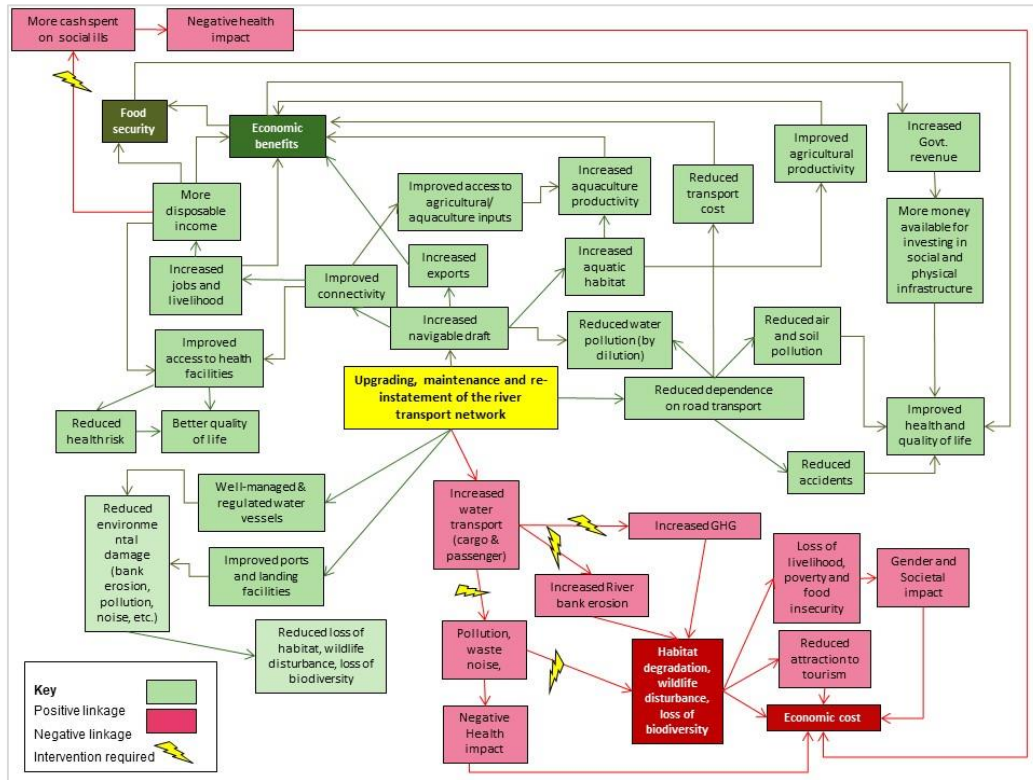 More cash spent
on social ills
Negative health
impact
Food
security
Economic
benefits
Increased
Govt.
revenue
Improved
agricultural
productivity
Reduced
transport
cost
Increased
aquaculture
productivity
Improved access to
agricultural/
aquaculture inputs
More
disposable
income
More money
available for
investing in
social and
physical
infrastructure
Increased
jobs and
livelihood
Improved
connectivity
Increased
exports
Increased
aquatic
habitat
Increased
navigable draft
Reduced water
pollution (by
dilution)
Reduced air
and soil
pollution
Improved
access to health
facilities
Upgrading, maintenance and re-
instatement of the river
transport network
Reduced dependence
on road transport
Reduced
health risk
Better quality
of life
Improved
health and
quality of life
Reduced
accidents
Well-managed &
regulated water
vessels
Reduced
environme
ntal damage
(bank
erosion,
pollution,
noise, etc.)
Improved ports
and landing
facilities
Reduced loss of
habitat, wildlife
disturbance, loss of
biodiversity
Increased
water
transport
(cargo &
passenger)
Increased GHG
Increased River
bank erosion
Loss of
livelihood,
poverty and
food
insecurity
Gender and
Societal
impact
Pollution,
waste
noise,
Habitat
degradation,
wildlife
disturbance,
loss of
biodiversity
Reduced
attraction to
tourism
Economic cost
Negative
Health
impact
Key
Positive linkage
Negative linkage
Intervention required